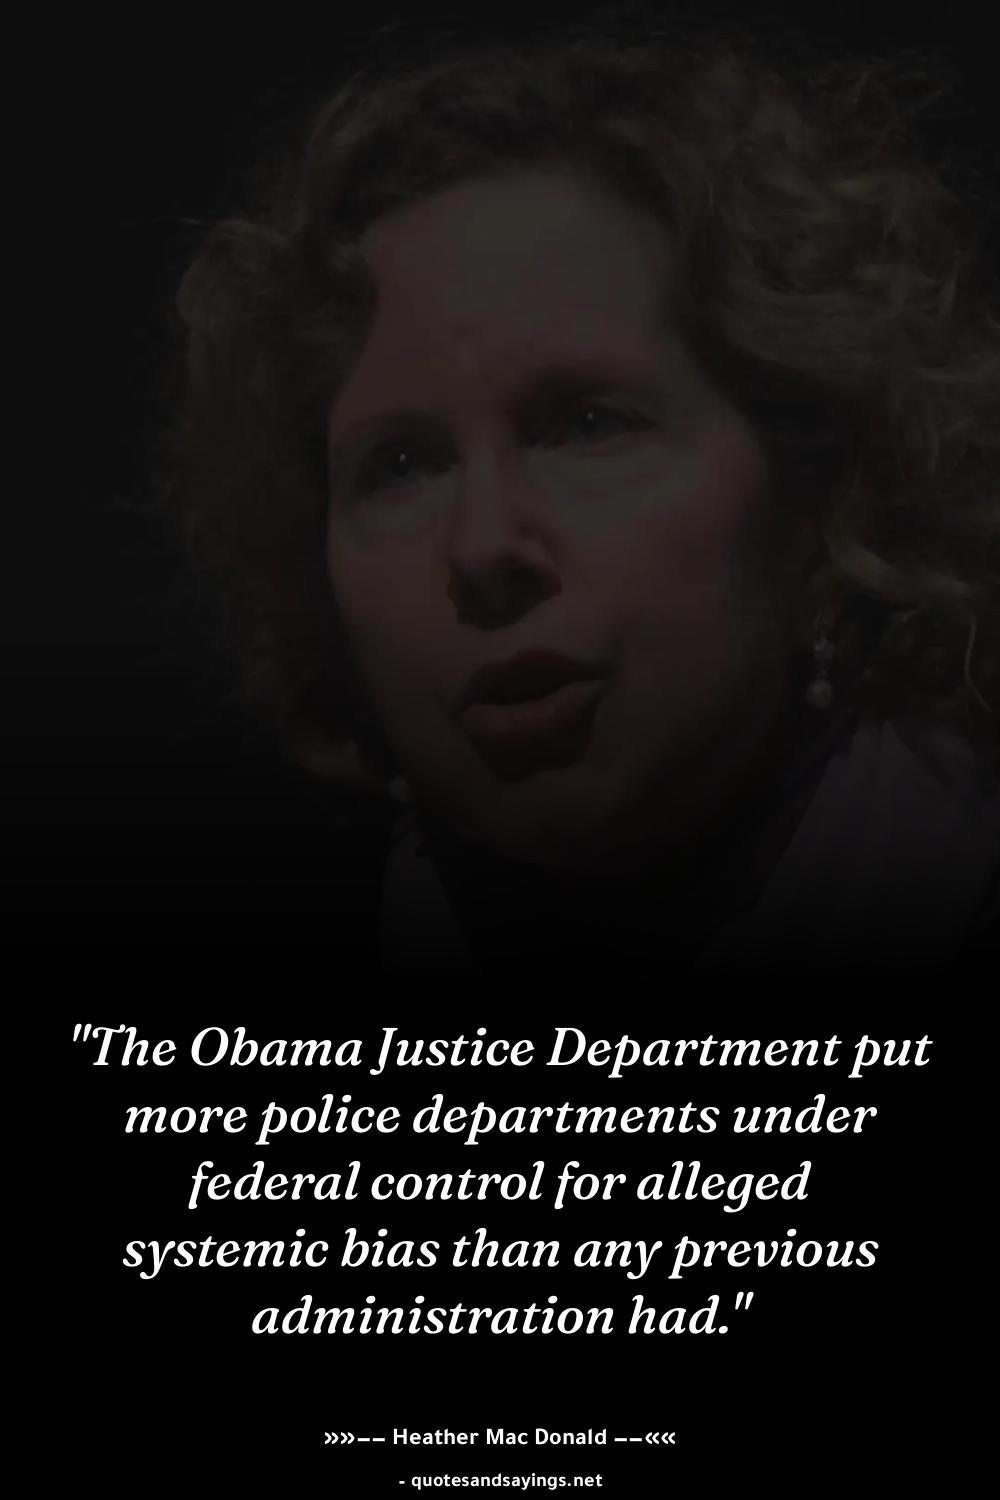 "The Obama Justice Department put
more police departments under
federal control for alleged
systemic bias than any previous
administration had."
»»−− Heather Mac Donald −−««
- quotesandsayings.net